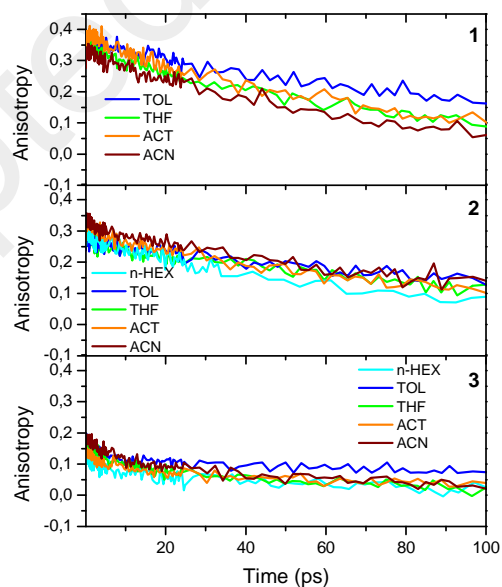 0,4
0,3
0,2
0,1
0,0
-0,1
Anisotropy
1
TOL
THF
ACT
ACN
0,4
0,3
0,2
0,1
0,0
-0,1
Anisotropy
2
n-HEX
TOL
THF
ACT
ACN
0,4
0,3
0,2
0,1
0,0
-0,1
Anisotropy
3
n-HEX
TOL
THF
ACT
ACN
20 40 60 80 100
Time (ps)